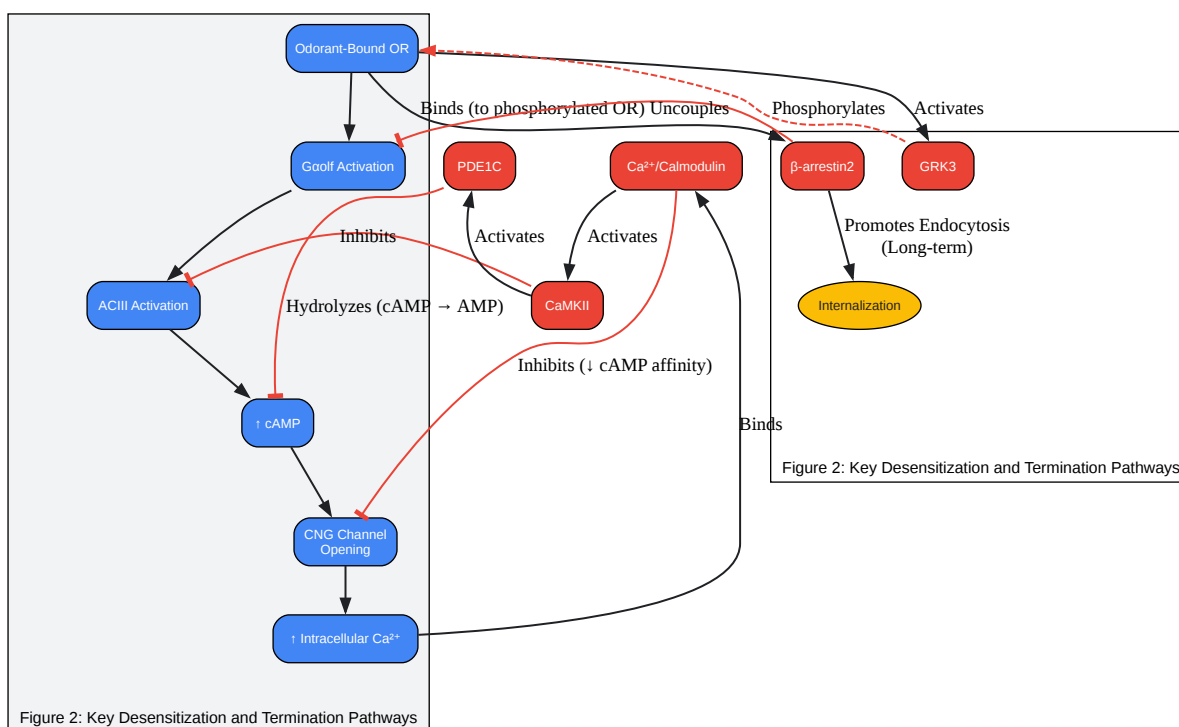 Odorant-Bound OR
Binds (to phosphorylated OR) Uncouples
Phosphorylates
Activates
Gαolf Activation
PDE1C
Ca²⁺/Calmodulin
β-arrestin2
GRK3
Inhibits
Activates
Activates
Promotes Endocytosis
(Long-term)
ACIII Activation
Hydrolyzes (cAMP → AMP)
CaMKII
Internalization
Inhibits (↓ cAMP affinity)
↑ cAMP
Binds
Figure 2: Key Desensitization and Termination Pathways
CNG Channel
Opening
↑ Intracellular Ca²⁺
Figure 2: Key Desensitization and Termination Pathways